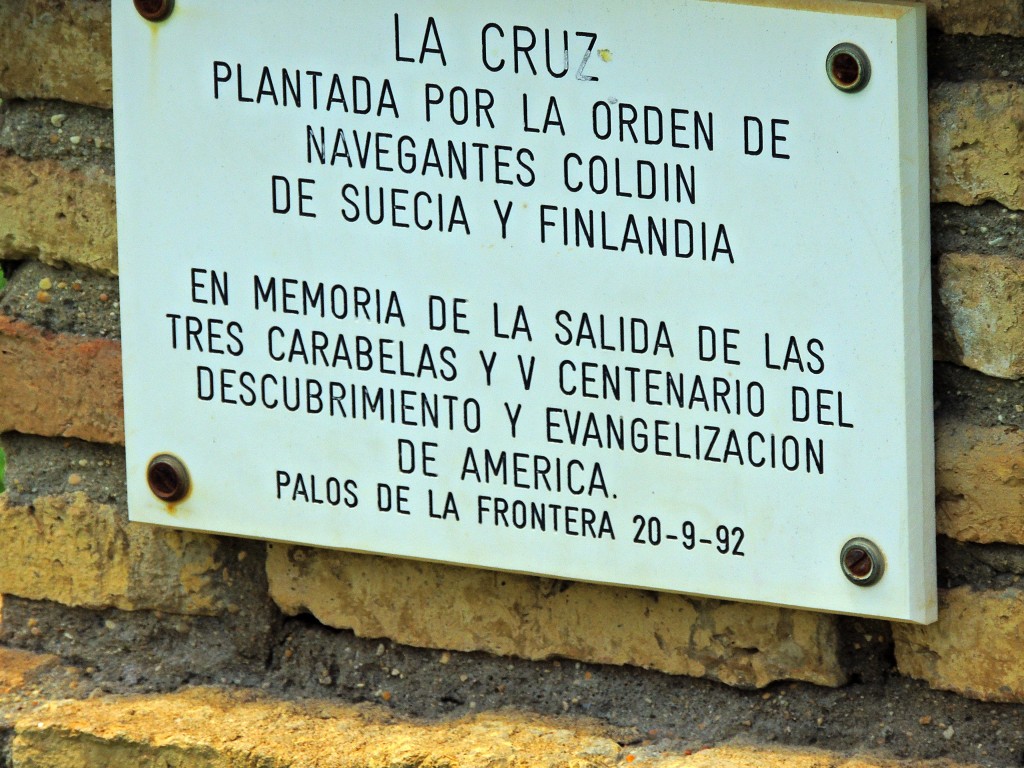 LA CRUZ
PLANTADA POR LA ORDEN DE
NAVEGANTES COLDIN
DE SUECIA Y FINLANDIA
EN MEMORIA DE LA SALIDA DE LAS
TRES CARABELAS Y V CENTENARIO DEL
DESCUBRIMIENTO Y EVANGELIZACION
DE AMERICA.
PALOS DE LA FRONTERA 20-9-92